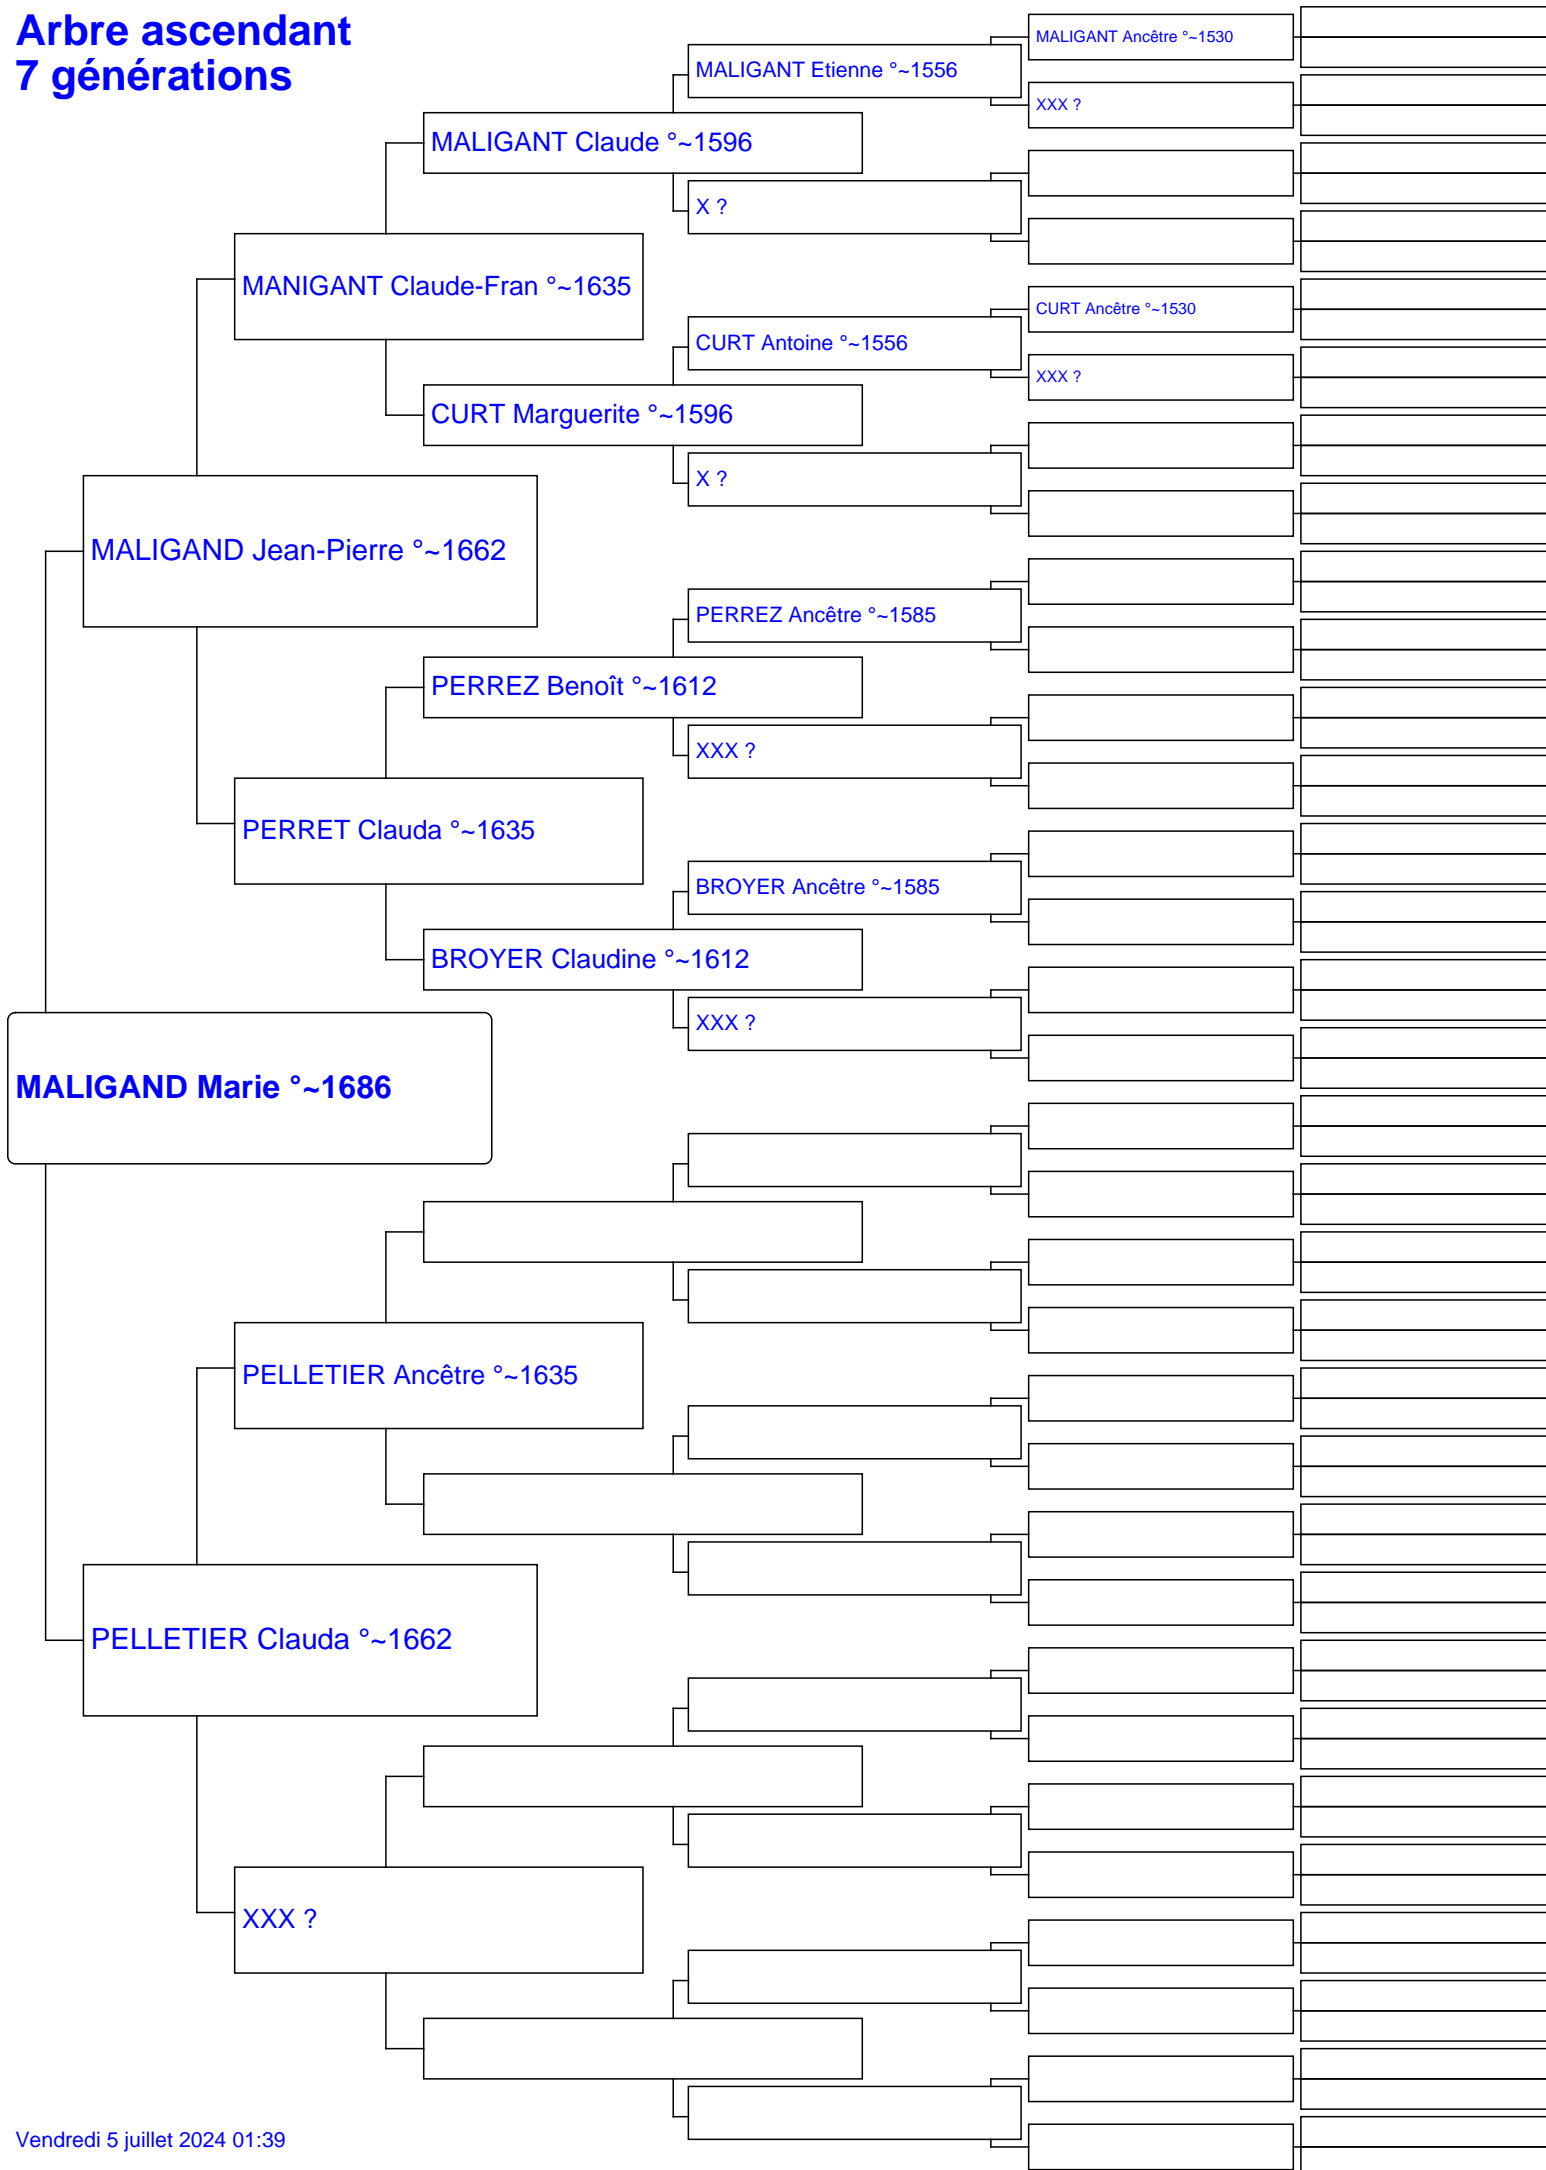 Arbre ascendant
7 générations
MALIGANT Ancêtre °~1530
MALIGANT Etienne °~1556
XXX ?
MALIGANT Claude °~1596
X ?
MANIGANT Claude-Fran °~1635
CURT Ancêtre °~1530
CURT Antoine °~1556
XXX ?
CURT Marguerite °~1596
X ?
MALIGAND Jean-Pierre °~1662
PERREZ Ancêtre °~1585
PERREZ Benoît °~1612
XXX ?
PERRET Clauda °~1635
BROYER Ancêtre °~1585
BROYER Claudine °~1612
XXX ?
MALIGAND Marie °~1686
PELLETIER Ancêtre °~1635
PELLETIER Clauda °~1662
XXX ?
Vendredi 5 juillet 2024 01:39